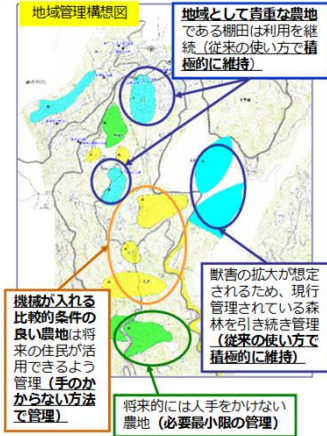 地域管理構想図
地域として貴重な農地
である棚田は利用を継
続（従来の使い方で積
極的に維持）
獣害の拡大が想定
されるため、現行
管理されている森
林を引き続き管理
（従来の使い方で
積極的に維持）
機械が入れる
比較的条件の
良い農地は将
来の住民が活
用できるよう
管理（手のか
からない方法
で管理）
将来的には人手をかけない
農地（必要最小限の管理）